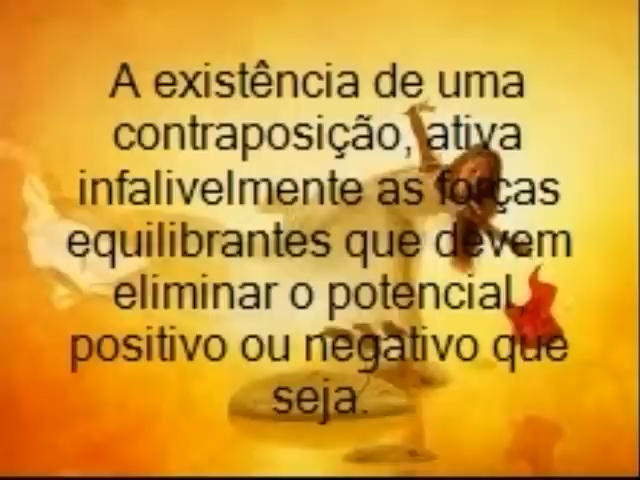 A existência de uma
contraposição, ativa
infalivelmente as forças
equilibrantes que devem
eliminar o potencial,
positivo ou negativo que
seja.